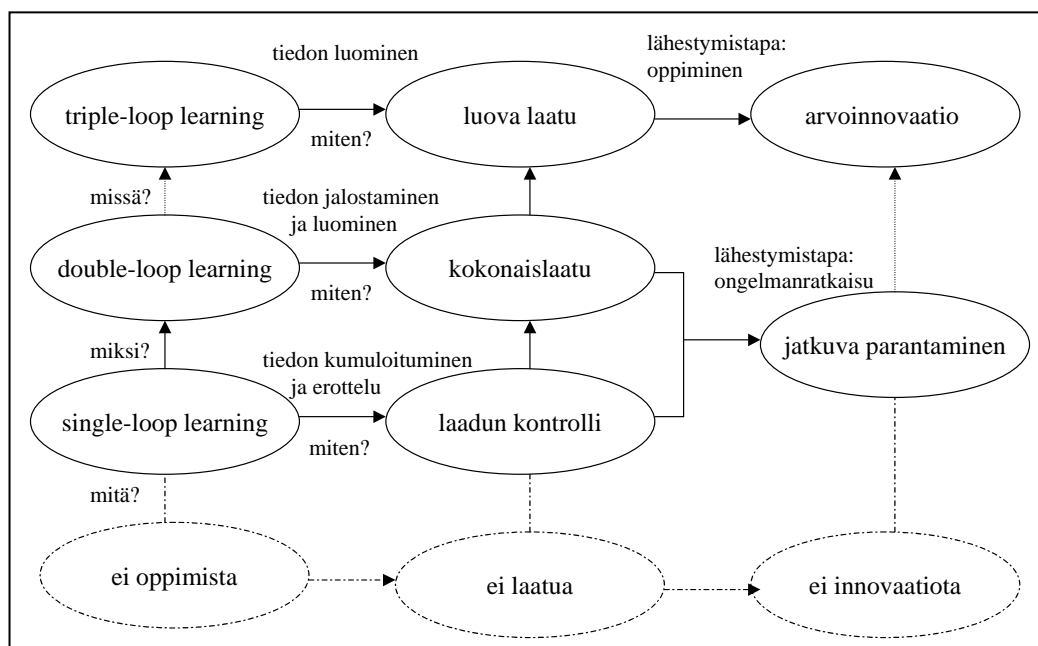 tiedon luominen
lähestymistapa:
oppiminen
triple-loop learning
luova laatu
arvoinnovaatio
miten?
missä?
tiedon jalostaminen
ja luominen
double-loop learning
kokonaislaatu
lähestymistapa:
ongelmanratkaisu
miten?
jatkuva parantaminen
miksi?
tiedon kumuloituminen
ja erottelu
single-loop learning
laadun kontrolli
miten?
mitä?
ei oppimista
ei laatua
ei innovaatiota